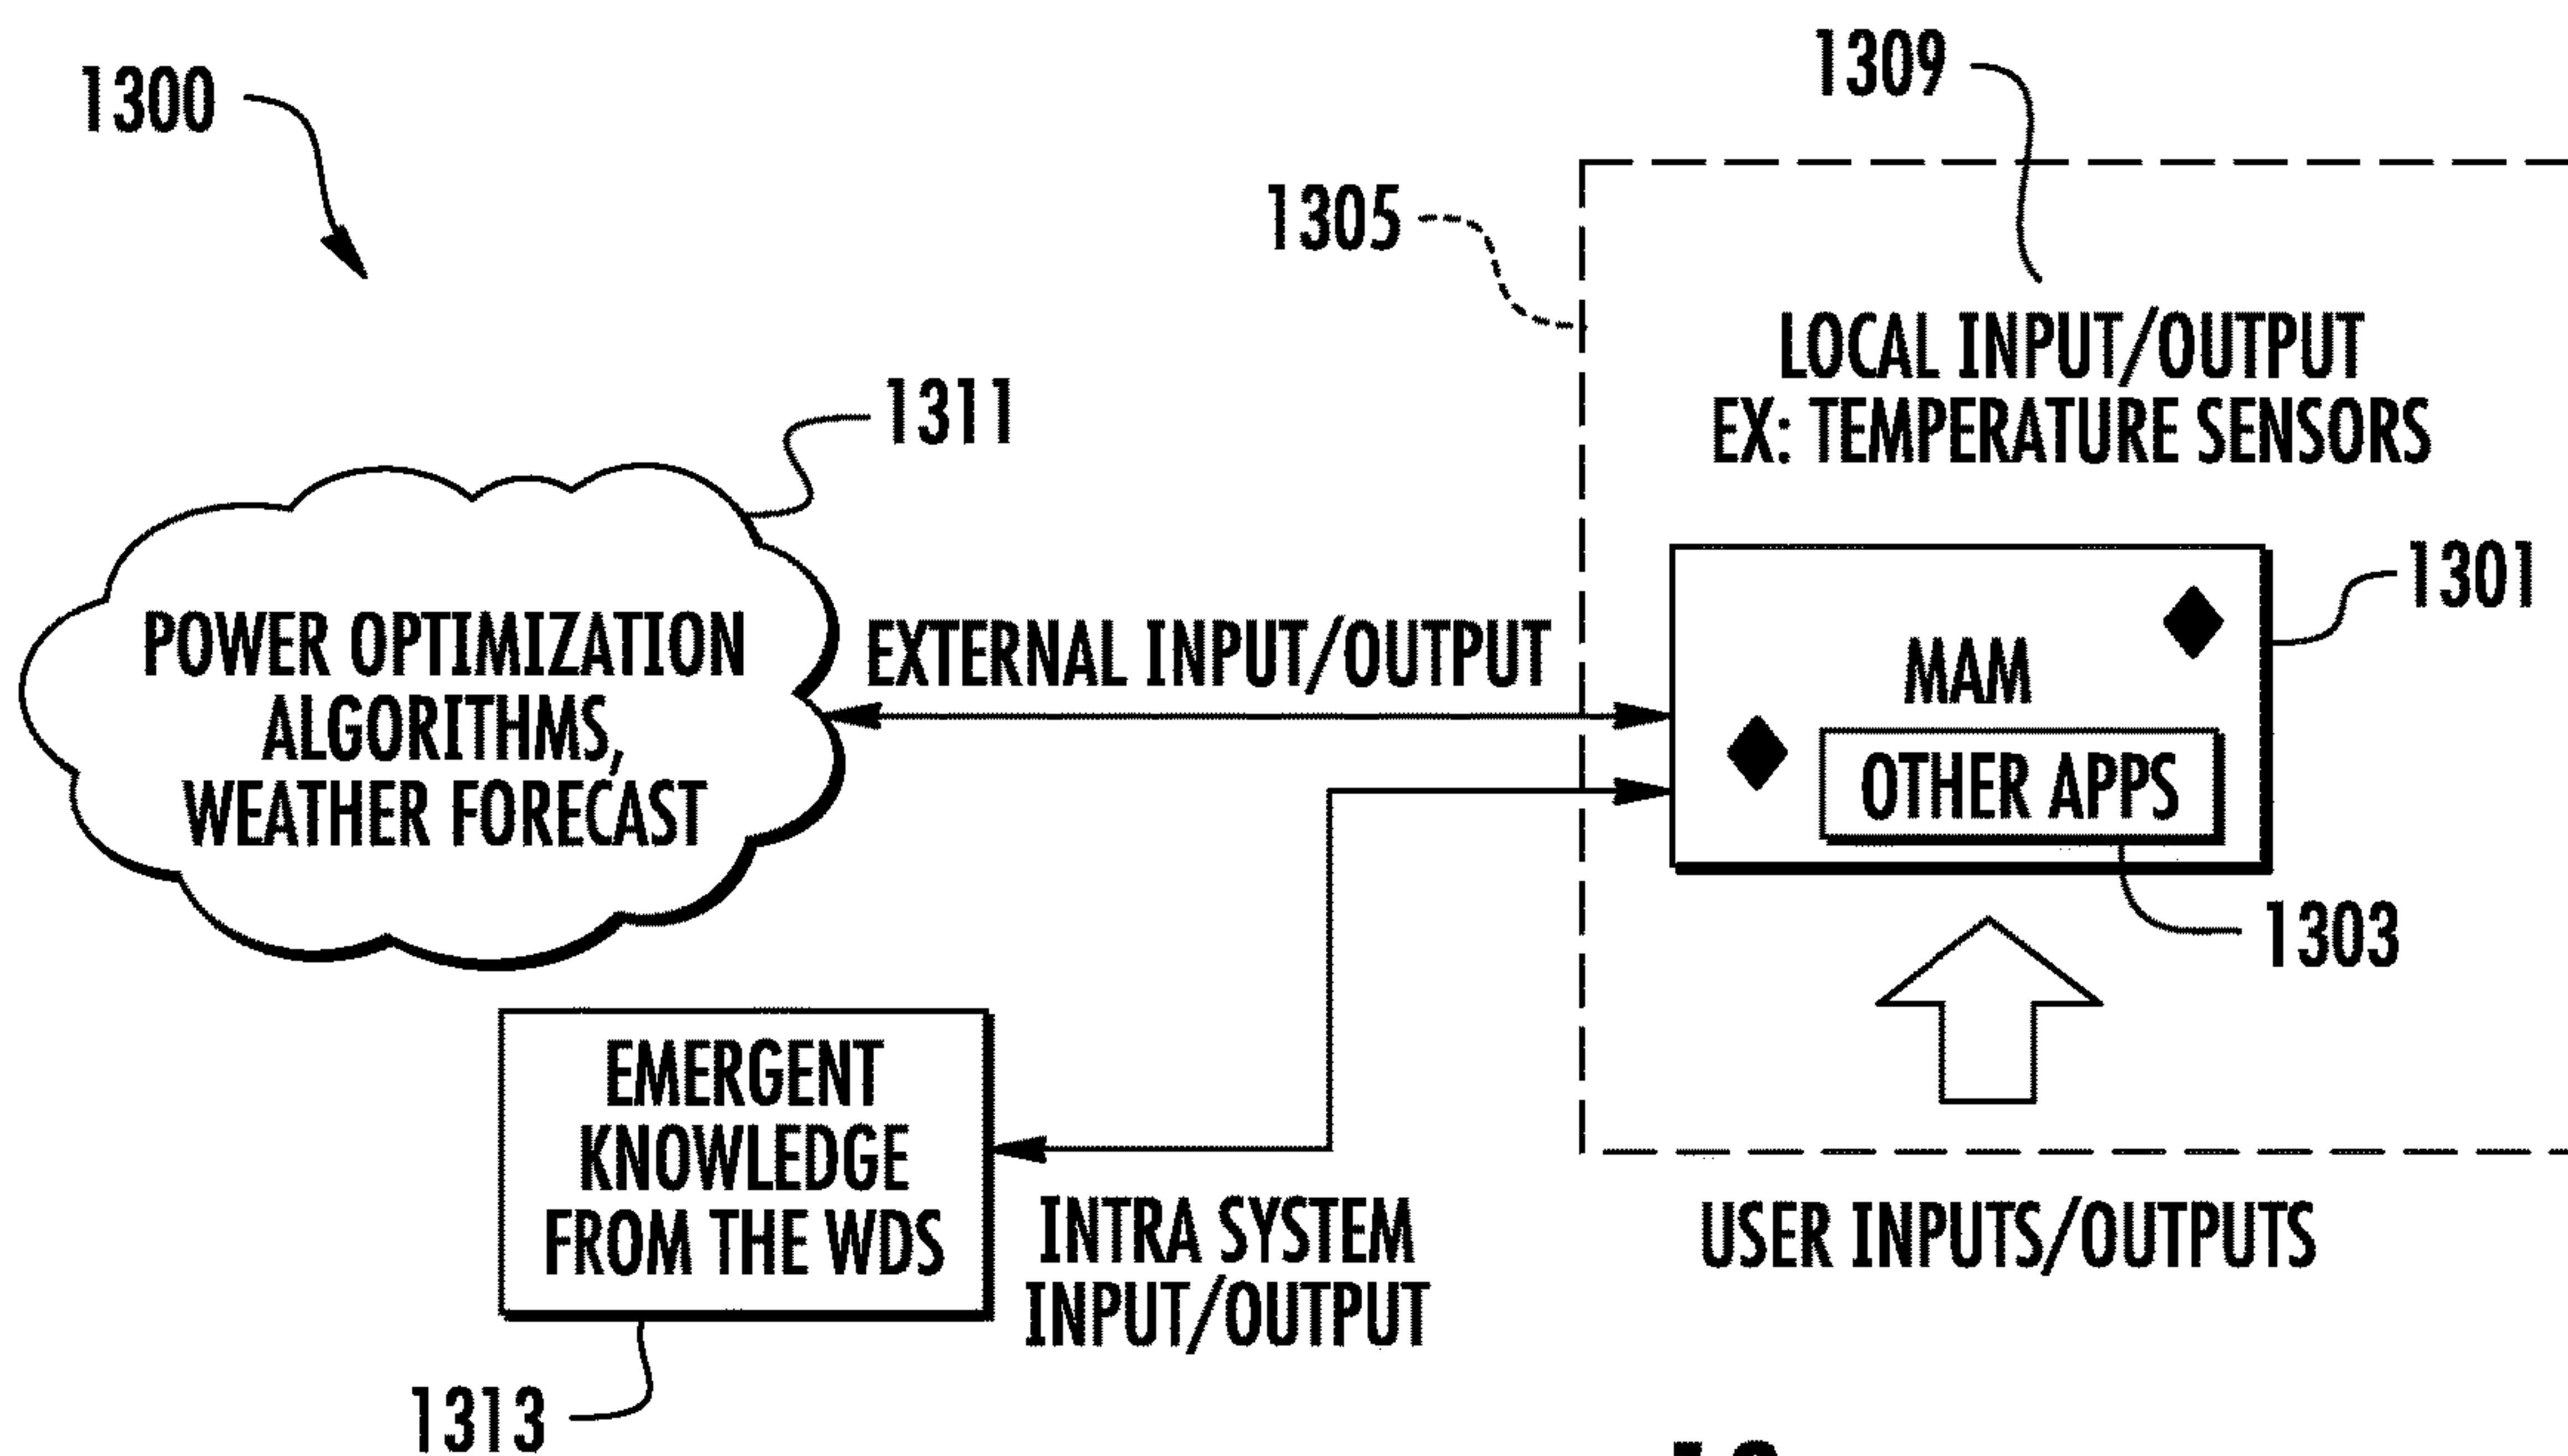 1300
1309
1305
LOCAL INPUT/OUTPUT
EX: TEMPERATURE SENSORS
1311
1301
POWER OPTIMIZATION
ALGORITHMS,
WEATHER FORECAST
EXTERNAL INPUT/OUTPUT
MAM
OTHER APPS
1303
EMERGENT
KNOWLEDGE
FROM THE WDS
INTRA SYSTEM
INPUT/OUTPUT
USER INPUTS/OUTPUTS
1313